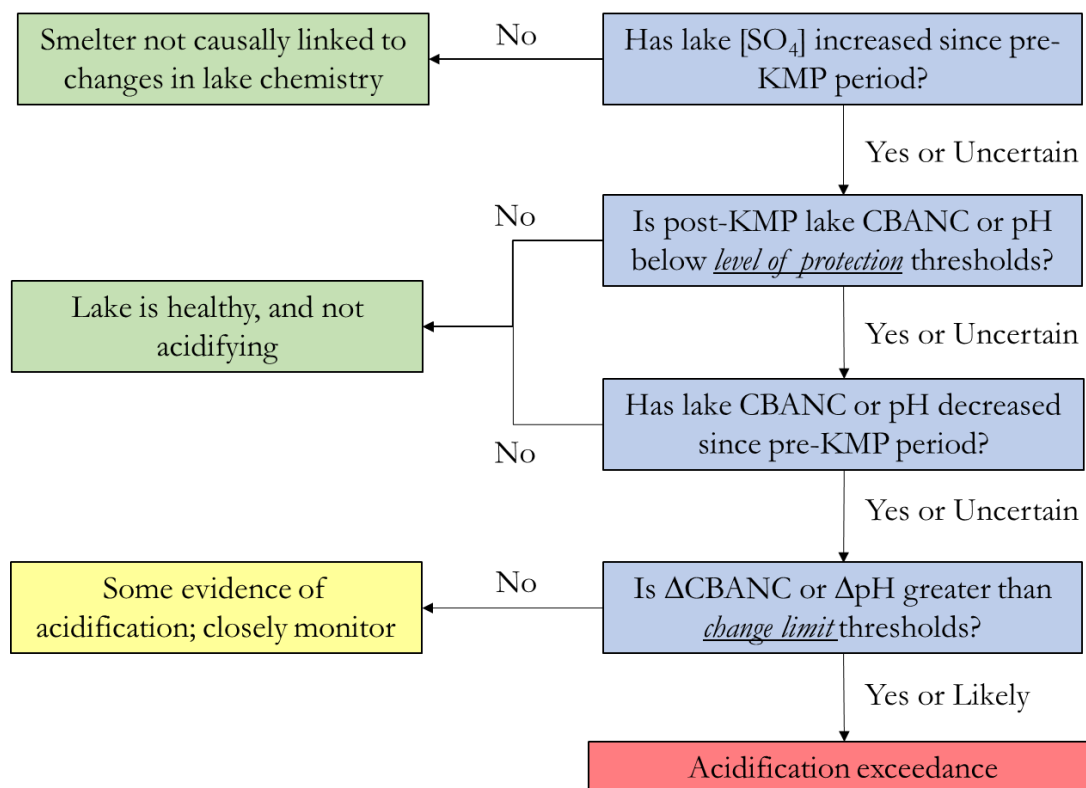 Smelter not causally linked to
changes in lake chemistry
No
Has lake [SO₄] increased since pre-
KMP period?
Yes or Uncertain
No
Is post-KMP lake CBANC or pH
below level of protection thresholds?
Lake is healthy, and not
acidifying
Yes or Uncertain
Has lake CBANC or pH decreased
since pre-KMP period?
No
Yes or Uncertain
Some evidence of
acidification; closely monitor
No
Is ΔCBANC or ΔpH greater than
change limit thresholds?
Yes or Likely
Acidification exceedance